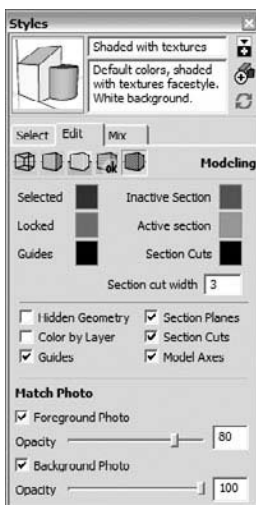 Styles
Shaded with textures
Default colors, shaded
with textures facestyle.
White background.
Select Edit Mix
Modeling
Selected Inactive Section
Locked Active section
Guides Section Cuts
Section cut width 3
Hidden Geometry Section Planes
Color by Layer Section Cuts
Guides Model Axes
Match Photo
Foreground Photo
Opacity 80
Background Photo
Opacity 100